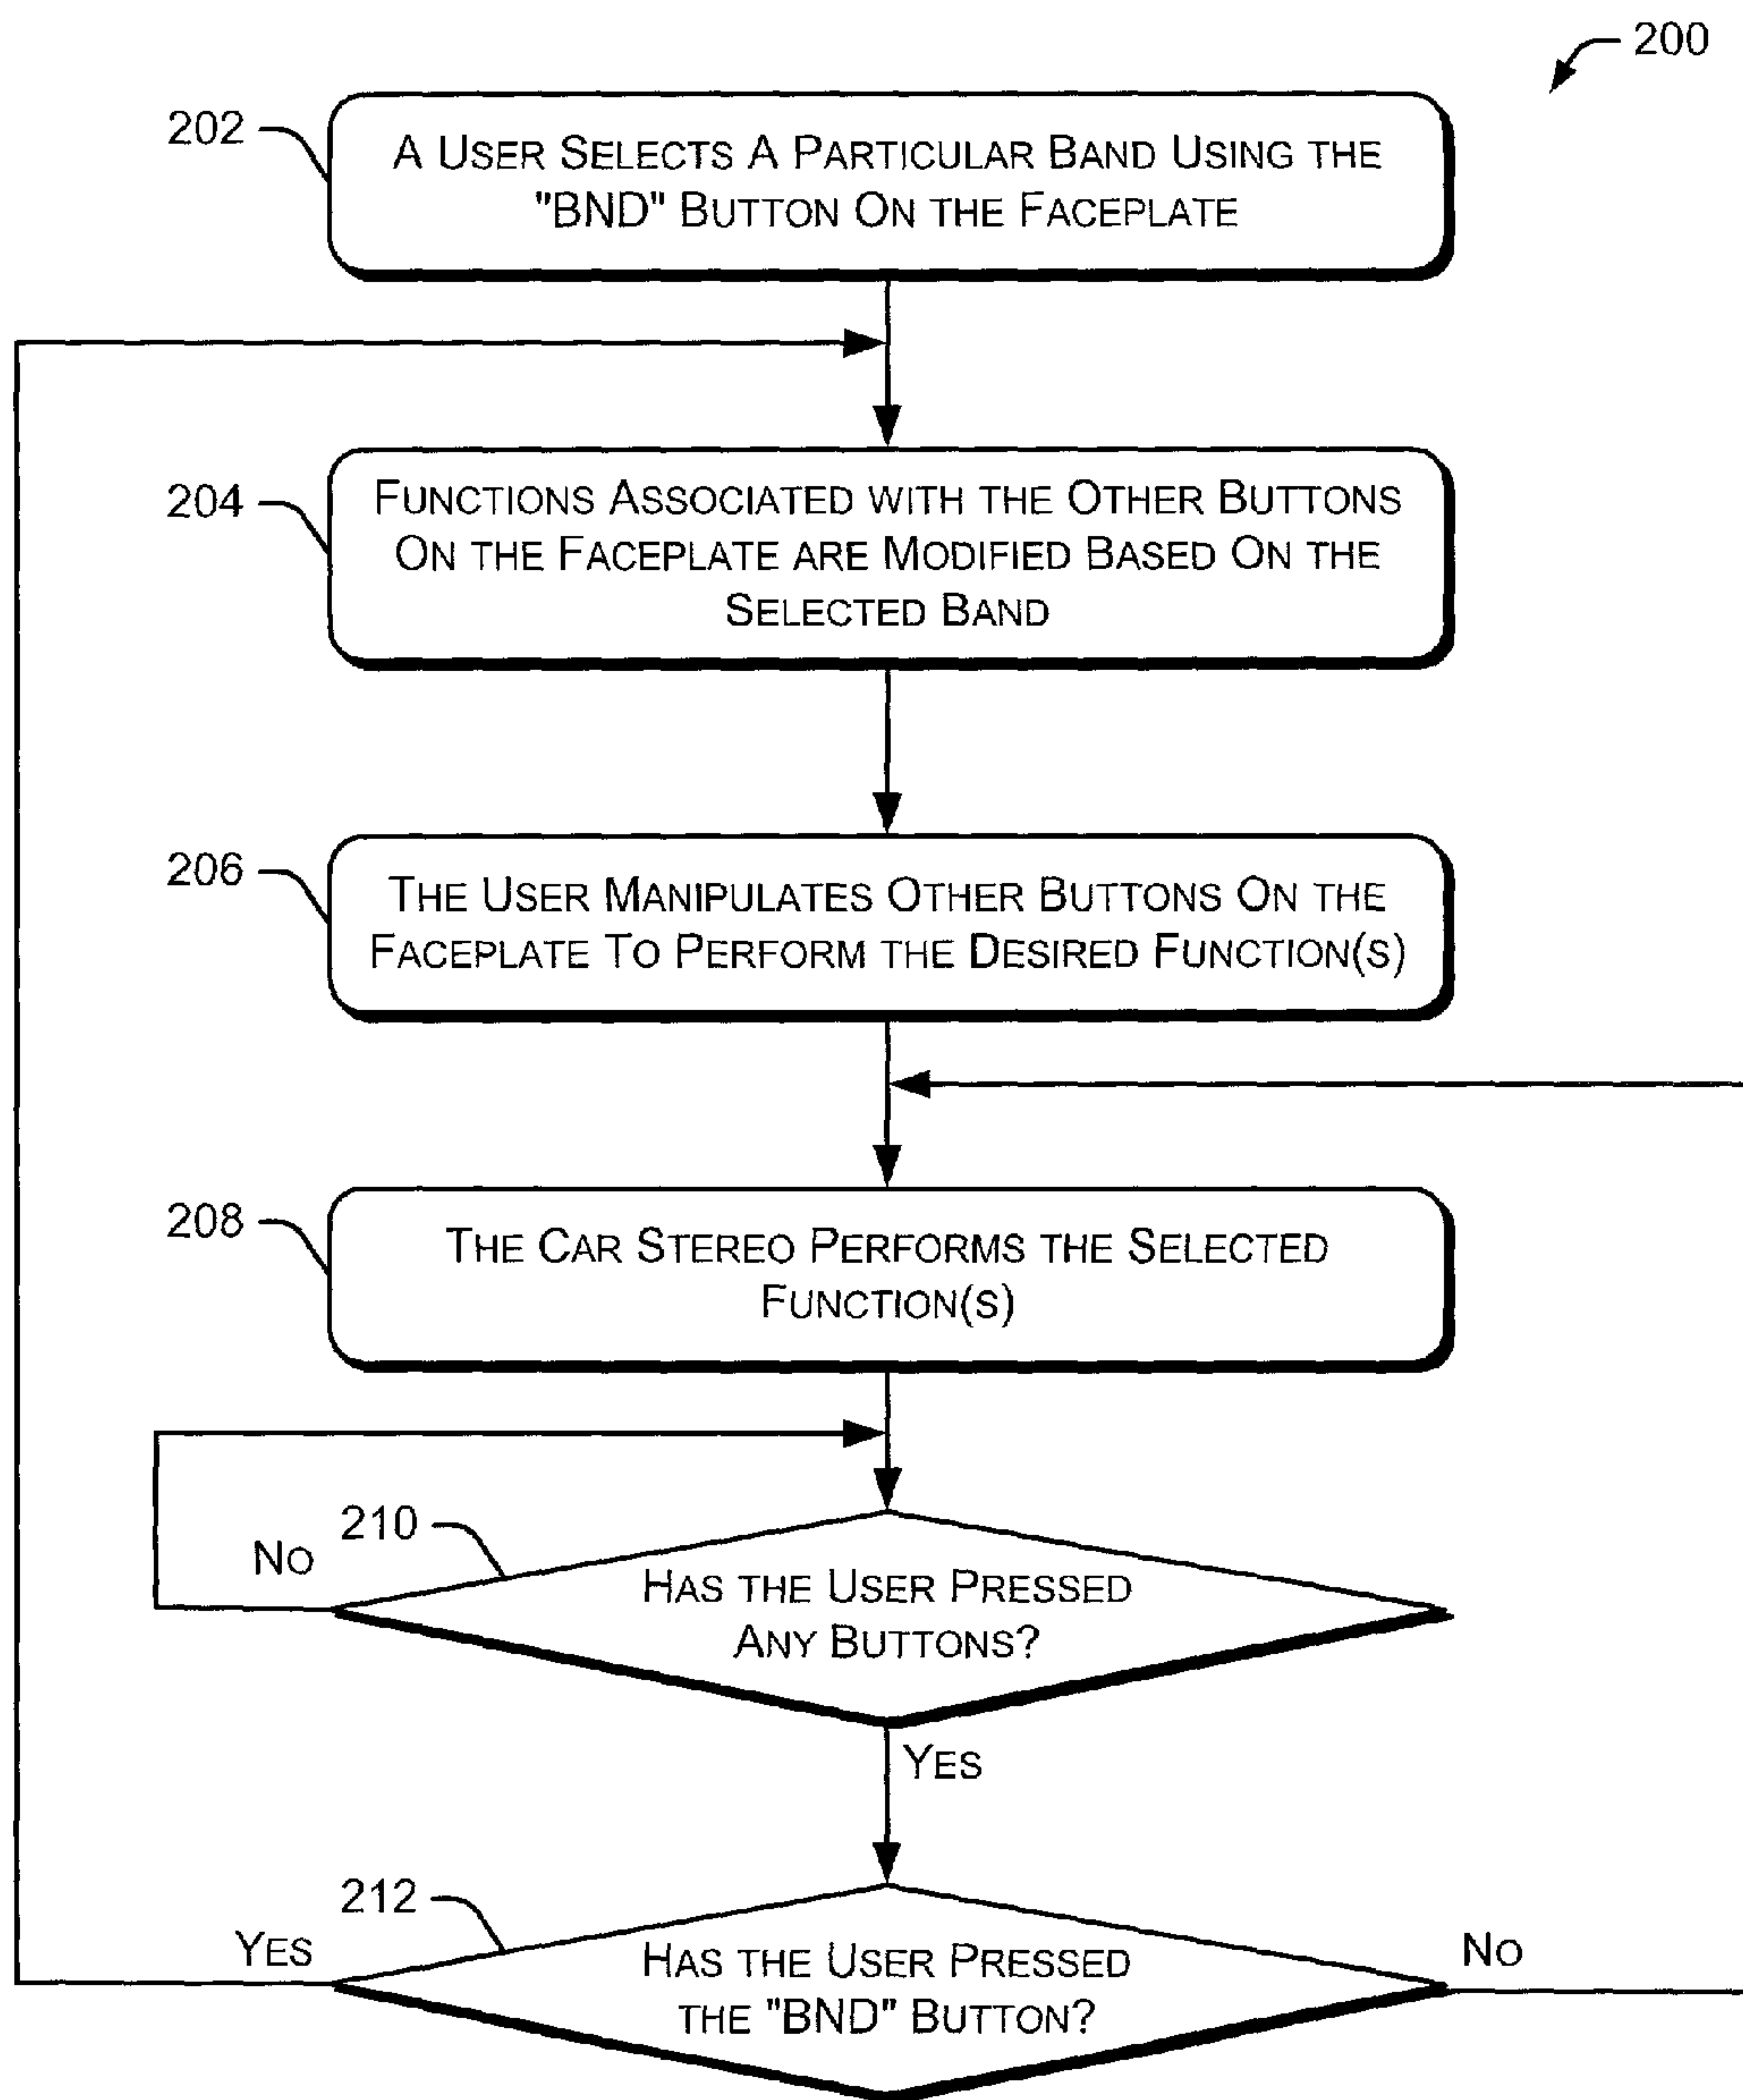 200
202
A USER SELECTS A PARTICULAR BAND USING THE
"BND" BUTTON ON THE FACEPLATE
204
FUNCTIONS ASSOCIATED WITH THE OTHER BUTTONS
ON THE FACEPLATE ARE MODIFIED BASED ON THE
SELECTED BAND
206
THE USER MANIPULATES OTHER BUTTONS ON THE
FACEPLATE TO PERFORM THE DESIRED FUNCTION(S)
208
THE CAR STEREO PERFORMS THE SELECTED
FUNCTION(S)
210
NO
HAS THE USER PRESSED
ANY BUTTONS?
YES
212
YES
HAS THE USER PRESSED
THE "BND" BUTTON?
NO